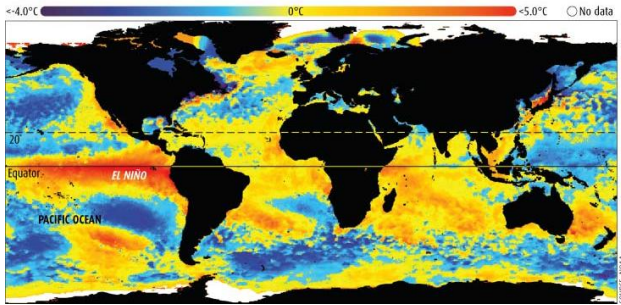 <-4.0°C 0°C <5.0°C No data
20°
Equator
EL NIÑO
PACIFIC OCEAN